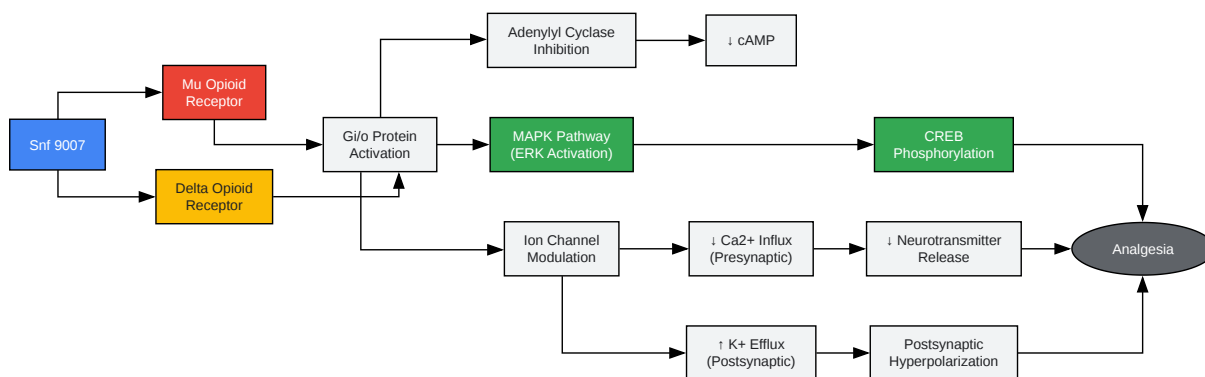 Snf 9007
Mu Opioid
Receptor
Delta Opioid
Receptor
Gi/o Protein
Activation
Adenylyl Cyclase
Inhibition
↓ cAMP
MAPK Pathway
(ERK Activation)
CREB
Phosphorylation
Ion Channel
Modulation
↓ Ca2+ Influx
(Presynaptic)
↓ Neurotransmitter
Release
↑ K+ Efflux
(Postsynaptic)
Postsynaptic
Hyperpolarization
Analgesia